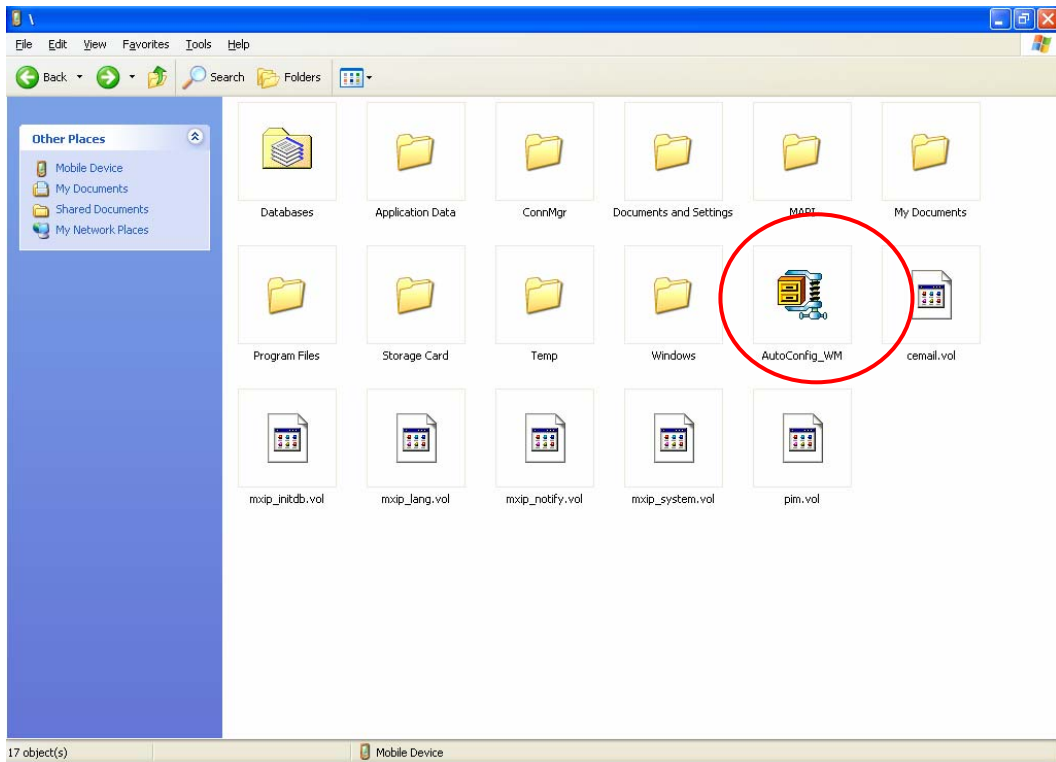 \
File Edit View Favorites Tools Help
Back Search Folders
Other Places
Mobile Device
My Documents
Shared Documents
My Network Places
Databases Application Data ConnMgr Documents and Settings MAPI My Documents
Program Files Storage Card Temp Windows AutoConfig_WM cemail.vol
mxip_initdb.vol mxip_lang.vol mxip_notify.vol mxip_system.vol pim.vol
17 object(s) Mobile Device